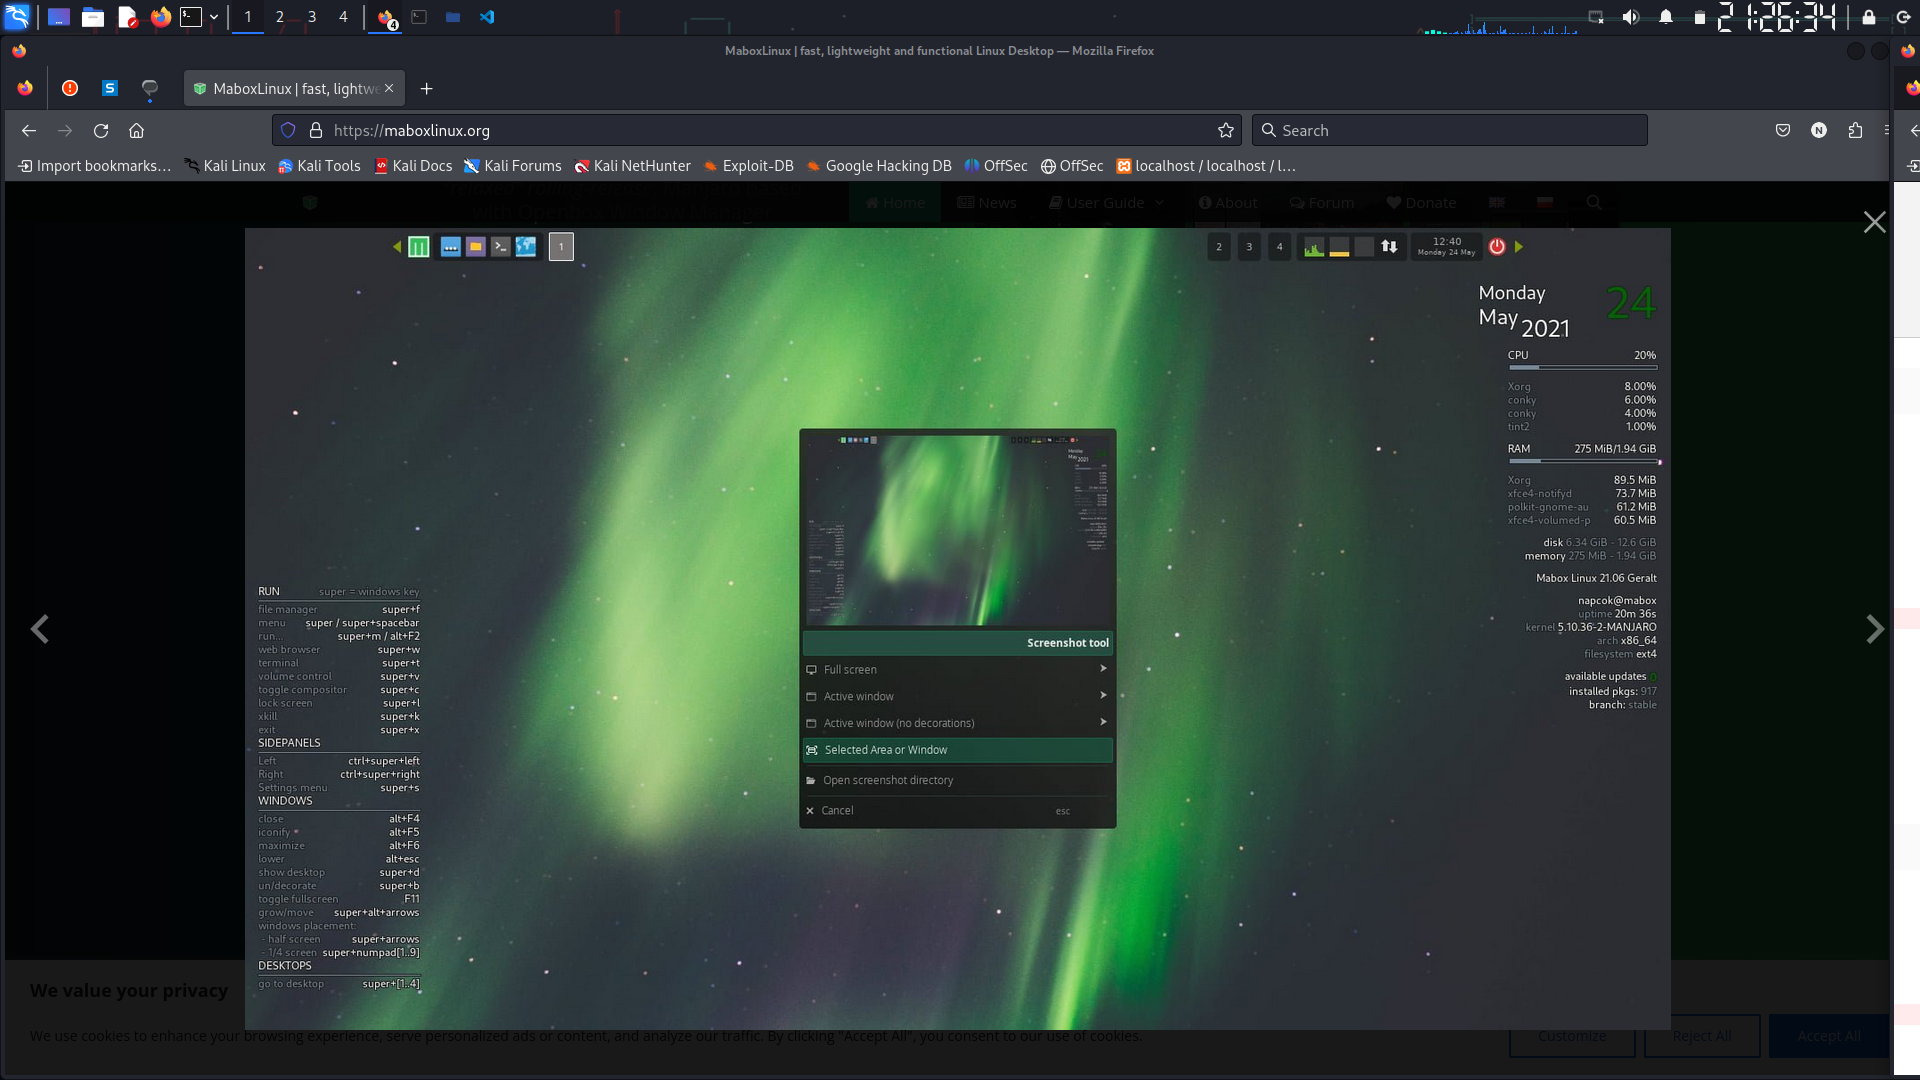 1 2 3 4 4 21:26:34
MaboxLinux | fast, lightweight and functional Linux Desktop — Mozilla Firefox
MaboxLinux | fast, lightwe
https://maboxlinux.org Search
Import bookmarks... Kali Linux Kali Tools Kali Docs Kali Forums Kali NetHunter Exploit-DB Google Hacking DB OffSec OffSec localhost / localhost / l...
Home News User Guide About Forum Donate
1 2 3 4 12:40
Monday 24 May
Monday 24
May 2021
CPU 20%
Xorg 8.00%
conky 6.00%
conky 4.00%
tint2 1.00%
RAM 275 MiB/1.94 GiB
Xorg 89.5 MiB
xfce4-notifyd 73.7 MiB
polkit-gnome-au 61.2 MiB
xfce4-volumed-p 60.5 MiB
disk 6.34 GiB - 12.6 GiB
memory 275 MiB - 1.94 GiB
Mabox Linux 21.06 Geralt
napcok@mabox
uptime 20m 36s
kernel 5.10.36-2-MANJARO
arch x86_64
filesystem ext4
available updates 0
installed pkgs: 917
branch: stable
Screenshot tool
Full screen
Active window
Active window (no decorations)
Selected Area or Window
Open screenshot directory
Cancel esc
RUN super = windows key
file manager super+f
menu super / super+spacebar
run... super+m / alt+F2
web browser super+w
terminal super+t
volume control super+v
toggle compositor super+c
lock screen super+l
xkill super+k
exit super+x
SIDEPANELS
Left ctrl+super+left
Right ctrl+super+right
Settings menu super+s
WINDOWS
close alt+F4
iconify alt+F5
maximize alt+F6
lower alt+esc
show desktop super+d
un/decorate super+b
toggle fullscreen F11
grow/move super+alt+arrows
windows placement:
- half screen super+arrows
- 1/4 screen super+numpad[1..9]
DESKTOPS
go to desktop super+[1..4]
We value your privacy
We use cookies to enhance your browsing experience, serve personalized ads or content, and analyze our traffic. By clicking "Accept All", you consent to our use of cookies.
Customize Reject All Accept All